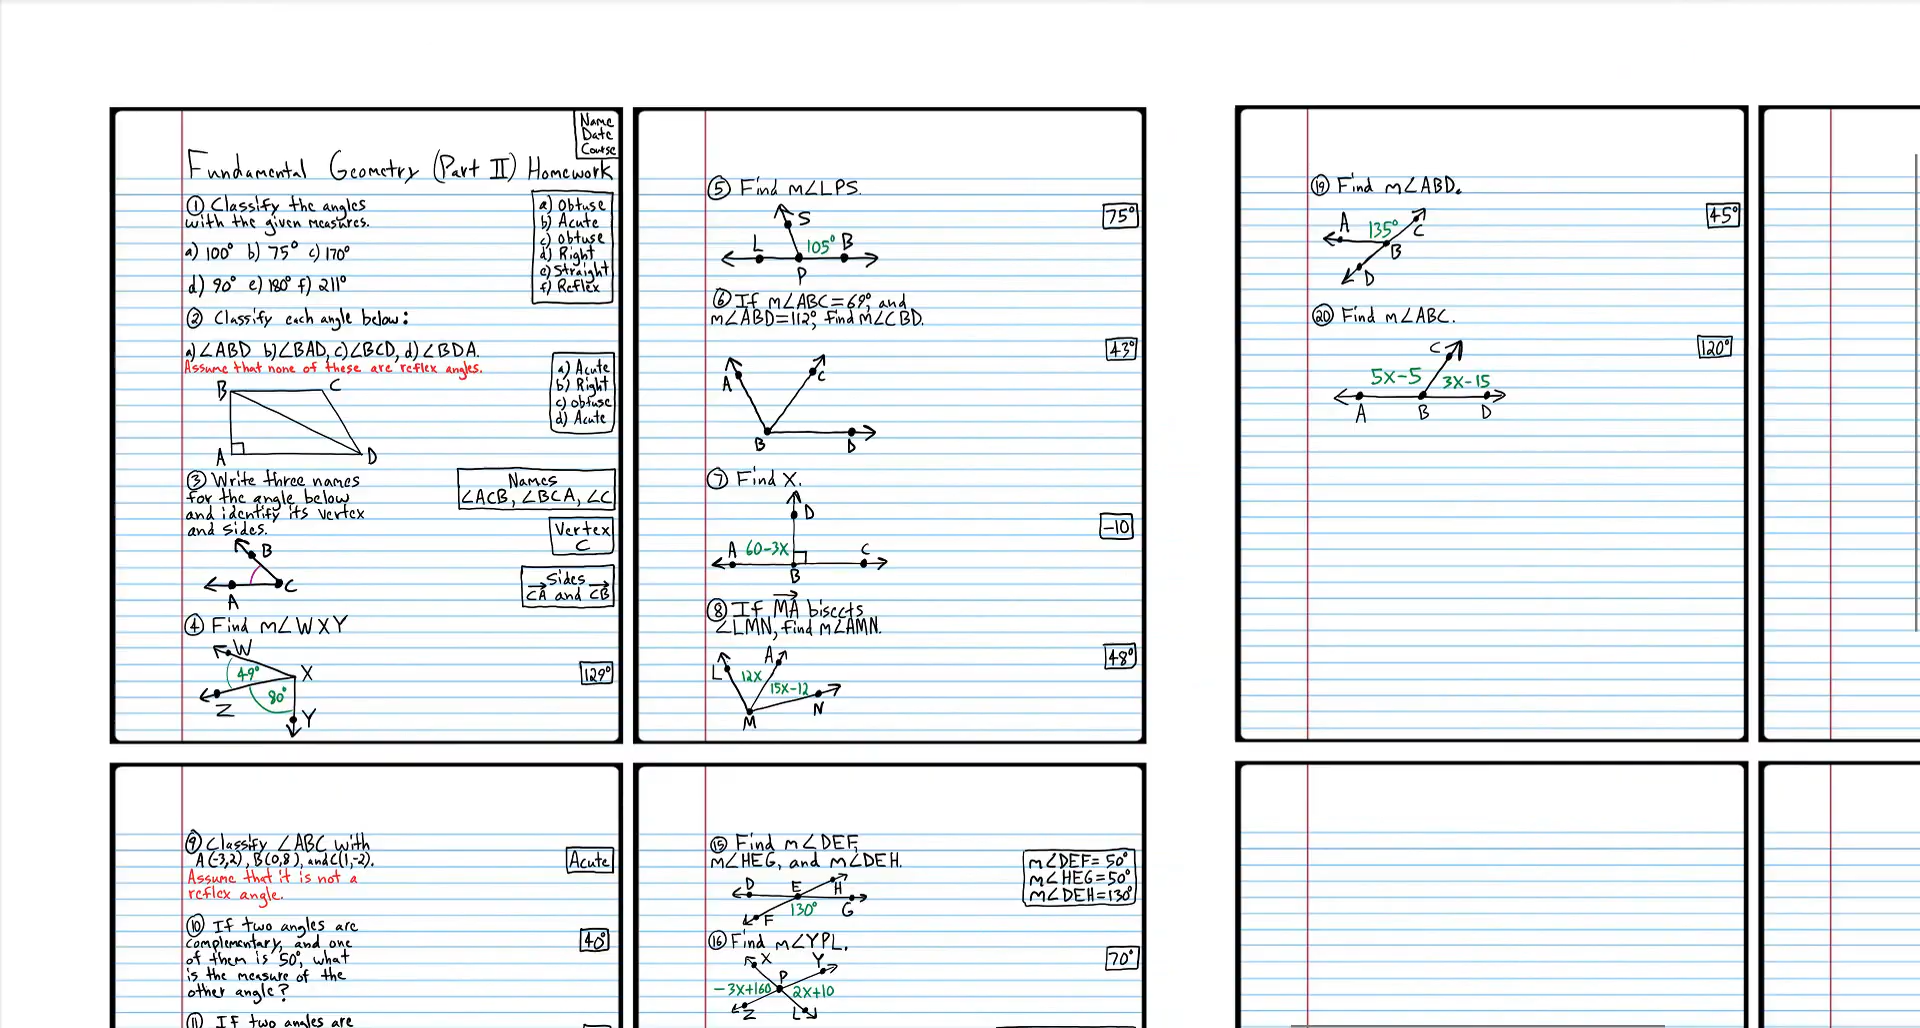 Name
Date
Course
Fundamental Geometry (Part II) Homework
① Classify the angles
with the given measures.
a) 100° b) 75° c) 170°
d) 90° e) 180° f) 211°
a) Obtuse
b) Acute
c) Obtuse
d) Right
e) Straight
f) Reflex
② Classify each angle below:
a) ∠ABD b) ∠BAD, c) ∠BCD, d) ∠BDA.
Assume that none of these are reflex angles.
B C
A D
a) Acute
b) Right
c) Obtuse
d) Acute
③ Write three names
for the angle below
and identify its vertex
and sides.
B
A C
Names
∠ACB, ∠BCA, ∠C
Vertex
C
Sides
CA and CB
④ Find m∠WXY
W
49° X
80°
Z Y
129°
⑤ Find m∠LPS.
S
L 105° B
P
75°
⑥ If m∠ABC=69°, and
m∠ABD=112°, find m∠CBD.
A C
B D
43°
⑦ Find X.
D
A 60-3x C
B
-10
⑧ If MA bisects
∠LMN, find m∠AMN.
L A
12x
15x-12
M N
48°
⑨ Classify ∠ABC with
A(-3,2), B(0,8), and C(1,-2).
Assume that it is not a
reflex angle.
Acute
⑩ If two angles are
complementary, and one
of them is 50°, what
is the measure of the
other angle?
40°
⑪ If two angles are
⑮ Find m∠DEF,
m∠HEG, and m∠DEH.
D E H
130° G
F
m∠DEF=50°
m∠HEG=50°
m∠DEH=130°
⑯ Find m∠YPL.
X Y
P
-3x+160 2x+10
Z L
70°
⑲ Find m∠ABD.
A 135° C
B
D
45°
⑳ Find m∠ABC.
C
5x-5 3x-15
A B D
120°